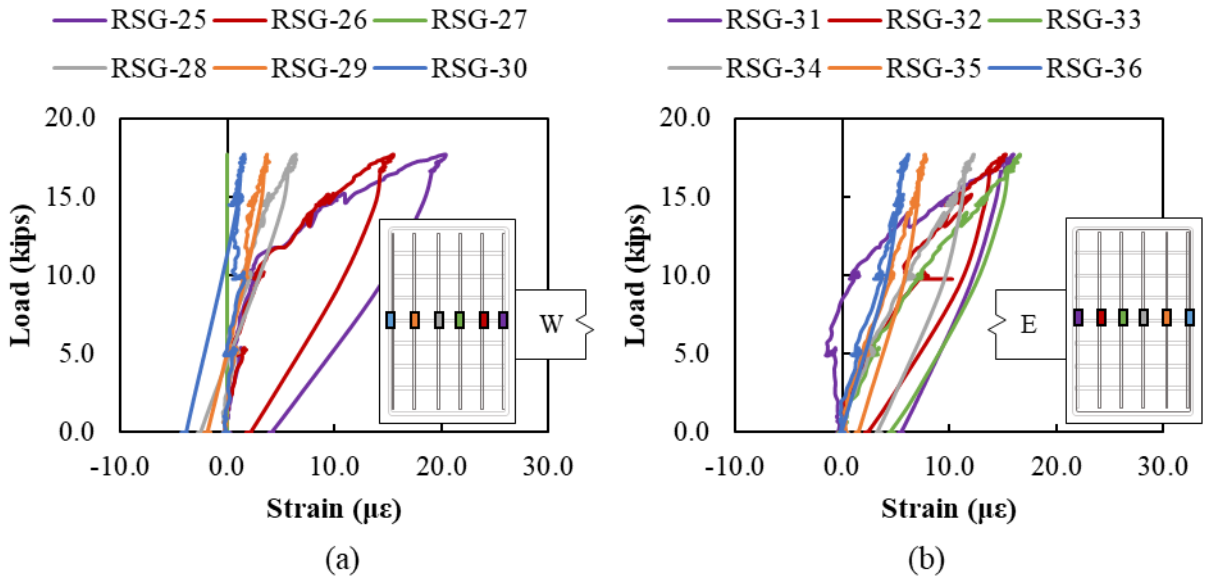 RSG-25 RSG-26 RSG-27
RSG-28 RSG-29 RSG-30
20.0
15.0
10.0
5.0
0.0
Load (kips)
-10.0 0.0 10.0 20.0 30.0
Strain (με)
W
(a)
RSG-31 RSG-32 RSG-33
RSG-34 RSG-35 RSG-36
20.0
15.0
10.0
5.0
0.0
Load (kips)
-10.0 0.0 10.0 20.0 30.0
Strain (με)
E
(b)